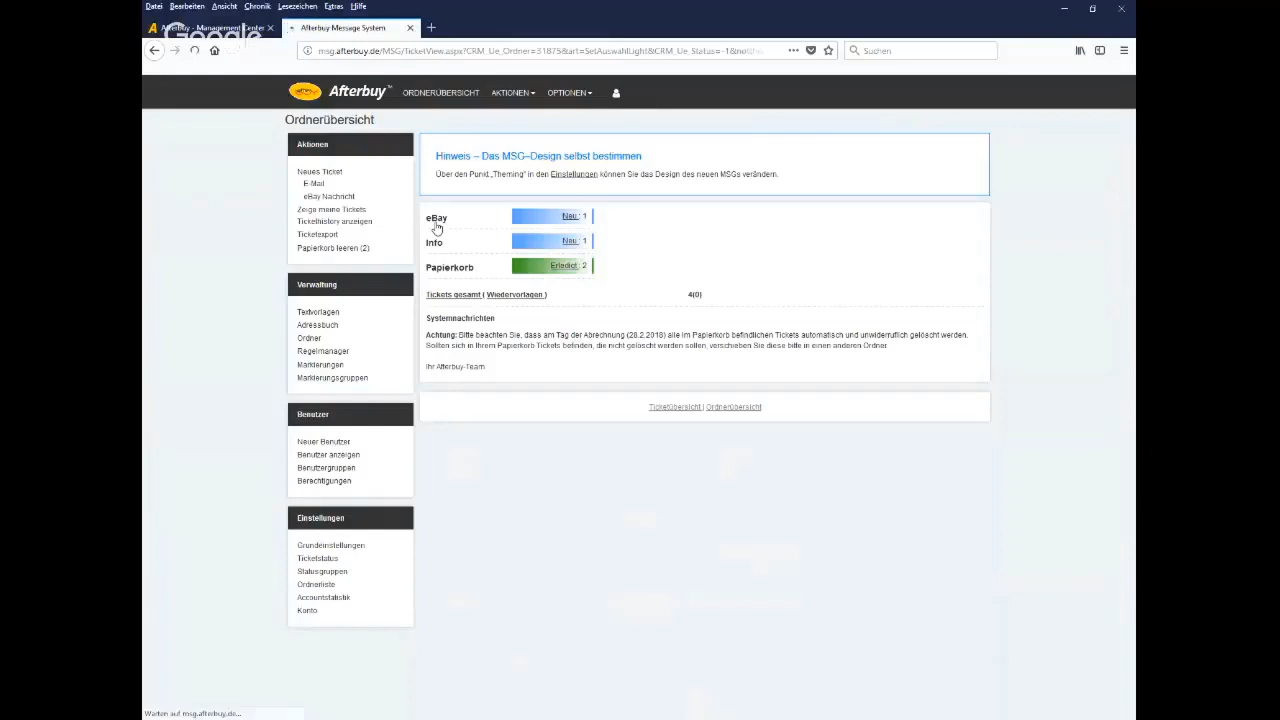 Datei Bearbeiten Ansicht Chronik Lesezeichen Extras Hilfe
Afterbuy - Management Center
Afterbuy Message System
Google
msg.afterbuy.de/MSG/TicketView.aspx?CRM_Ue_Ordner=31875&art=SetAuswahlLight&CRM_Ue_Status=-1&
Suchen
Afterbuy ORDNERÜBERSICHT AKTIONEN OPTIONEN
Ordnerübersicht
Aktionen
Neues Ticket
E-Mail
eBay Nachricht
Zeige meine Tickets
Tickethistory anzeigen
Ticketexport
Papierkorb leeren (2)
Verwaltung
Textvorlagen
Adressbuch
Ordner
Regelmanager
Markierungen
Markierungsgruppen
Benutzer
Neuer Benutzer
Benutzer anzeigen
Benutzergruppen
Berechtigungen
Einstellungen
Grundeinstellungen
Ticketstatus
Statusgruppen
Ordnerliste
Accountstatistik
Konto
Hinweis – Das MSG–Design selbst bestimmen
Über den Punkt „Theming" in den Einstellungen können Sie das Design des neuen MSGs verändern.
eBay Neu: 1
Info Neu: 1
Papierkorb Erledigt: 2
Tickets gesamt ( Wiedervorlagen ) 4(0)
Systemnachrichten
Achtung: Bitte beachten Sie, dass am Tag der Abrechnung (28.2.2018) alle im Papierkorb befindlichen Tickets automatisch und unwiderruflich gelöscht werden.
Sollten sich in Ihrem Papierkorb Tickets befinden, die nicht gelöscht werden sollen, verschieben Sie diese bitte in einen anderen Ordner.
Ihr Afterbuy-Team
Ticketübersicht | Ordnerübersicht
Warten auf msg.afterbuy.de...